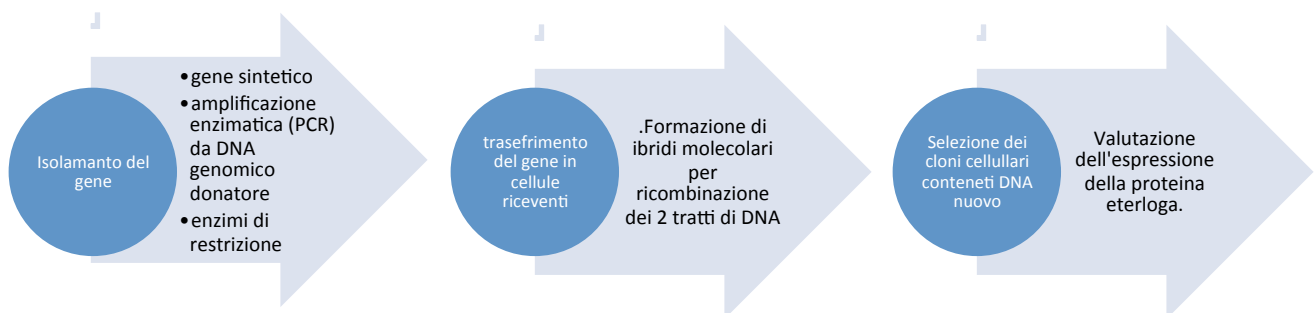 Isolamanto del
gene
•gene sintetico
•amplificazione
enzimatica (PCR)
da DNA
genomico
donatore
•enzimi di
restrizione
trasefrimento
del gene in
cellule
riceventi
.Formazione di
ibridi molecolari
per
ricombinazione
dei 2 tratti di DNA
Selezione dei
cloni cellullari
conteneti DNA
nuovo
Valutazione
dell'espressione
della proteina
eterloga.